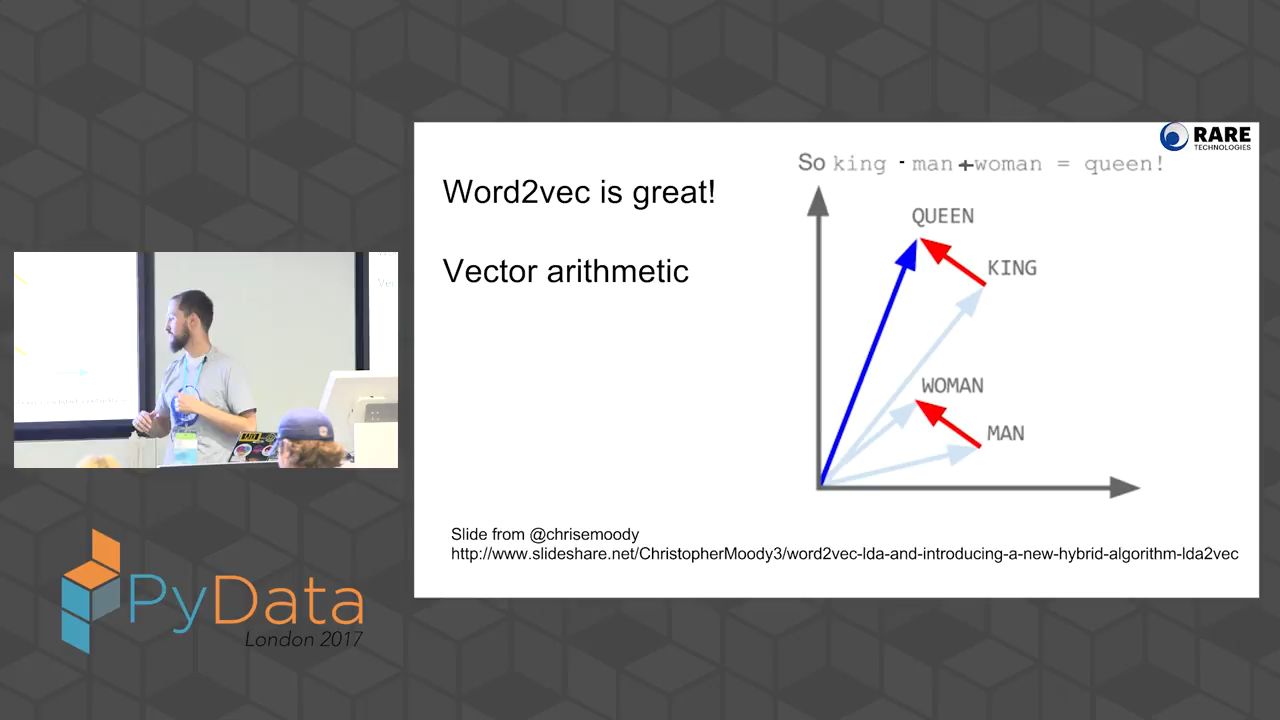 RARE
TECHNOLOGIES
So king - man + woman = queen!
Word2vec is great!
Vector arithmetic
QUEEN
KING
WOMAN
MAN
Slide from @chrisemoody
http://www.slideshare.net/ChristopherMoody3/word2vec-lda-and-introducing-a-new-hybrid-algorithm-lda2vec
PyData
London 2017